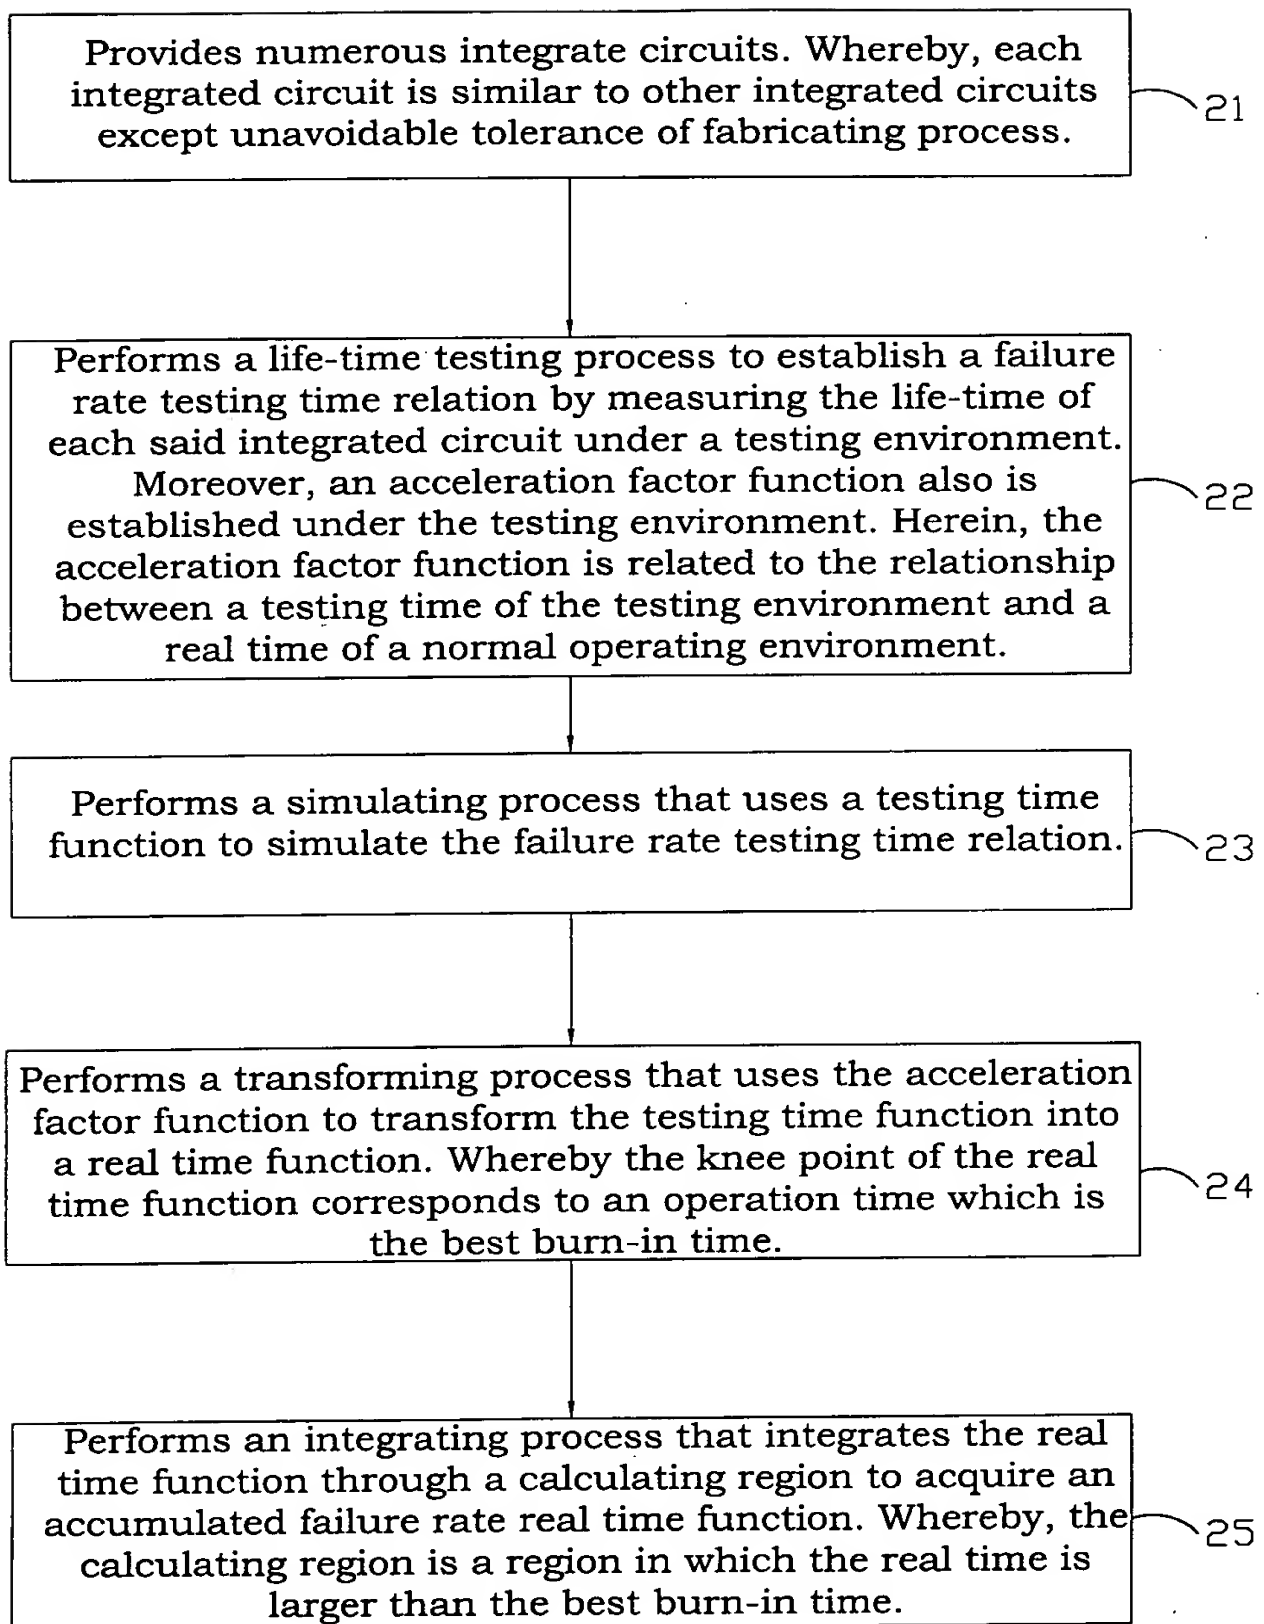 Provides numerous integrate circuits. Whereby, each
integrated circuit is similar to other integrated circuits
except unavoidable tolerance of fabricating process.
21
Performs a life-time testing process to establish a failure
rate testing time relation by measuring the life-time of
each said integrated circuit under a testing environment.
Moreover, an acceleration factor function also is
established under the testing environment. Herein, the
acceleration factor function is related to the relationship
between a testing time of the testing environment and a
real time of a normal operating environment.
22
Performs a simulating process that uses a testing time
function to simulate the failure rate testing time relation.
23
Performs a transforming process that uses the acceleration
factor function to transform the testing time function into
a real time function. Whereby the knee point of the real
time function corresponds to an operation time which is
the best burn-in time.
24
Performs an integrating process that integrates the real
time function through a calculating region to acquire an
accumulated failure rate real time function. Whereby, the
calculating region is a region in which the real time is
larger than the best burn-in time.
25